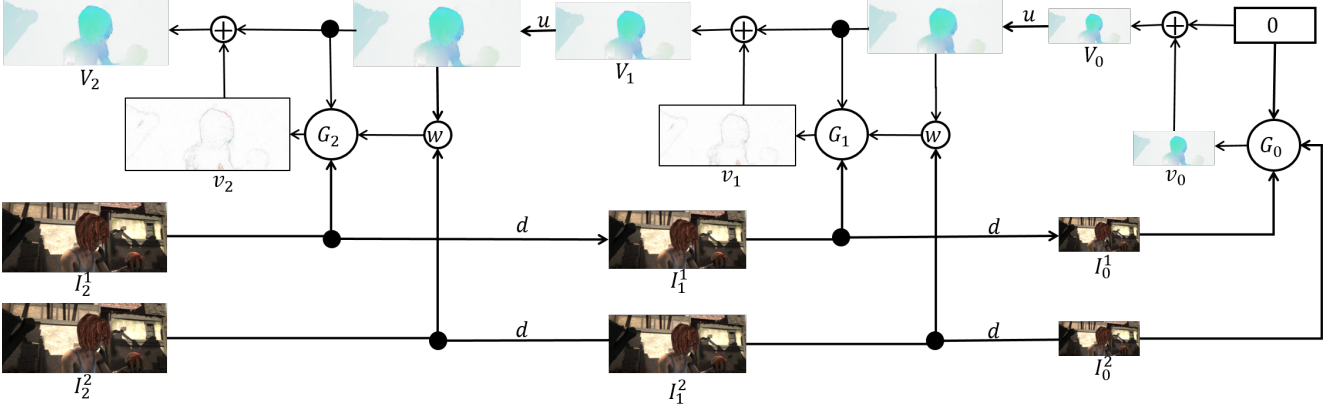 u
u
0
V₂
V₁
V₀
G₂
w
G₁
w
G₀
v₂
v₁
v₀
d
d
I₂¹
I₁¹
I₀¹
d
d
I₂²
I₁²
I₀²